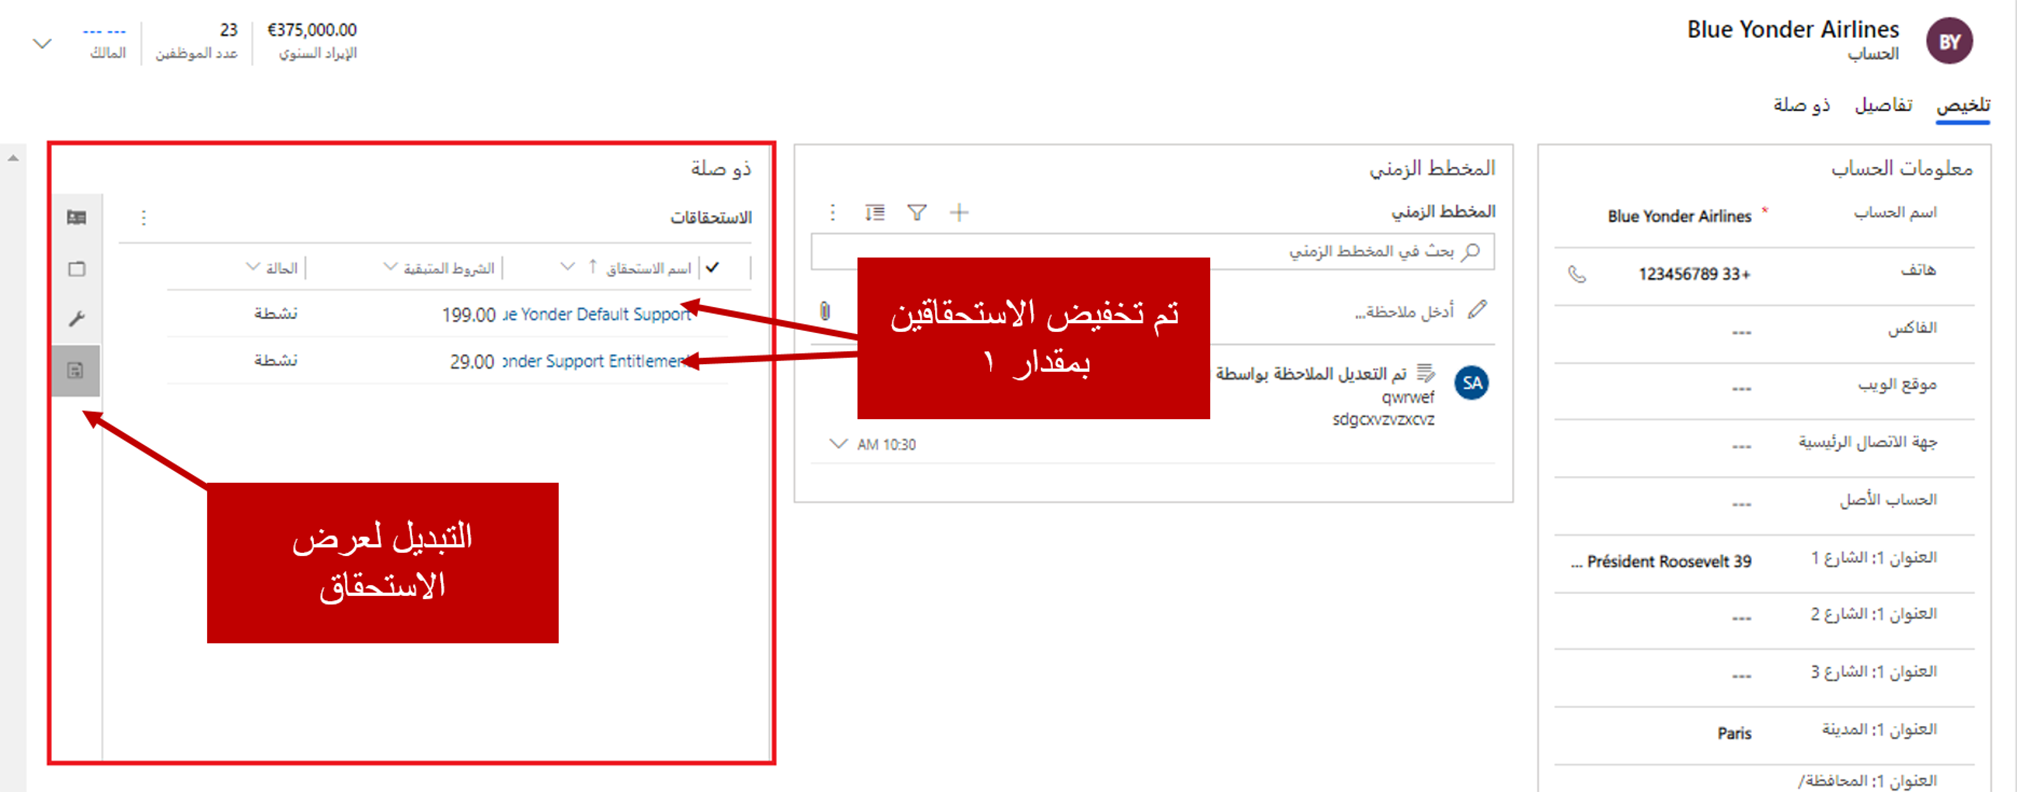 Blue Yonder Airlines
الحساب
BY
€375,000.00
الإيراد السنوي
23
عدد الموظفين
--- ---
المالك
تلخيص
تفاصيل
ذو صلة
معلومات الحساب
اسم الحساب
* Blue Yonder Airlines
هاتف
+33 123456789
الفاكس
---
موقع الويب
---
جهة الاتصال الرئيسية
---
الحساب الأصل
---
العنوان 1: الشارع 1
... Président Roosevelt 39
العنوان 1: الشارع 2
---
العنوان 1: الشارع 3
---
العنوان 1: المدينة
Paris
العنوان 1: المحافظة/
المخطط الزمني
المخطط الزمني
بحث في المخطط الزمني
أدخل ملاحظة...
SA
تم التعديل الملاحظة بواسطة
qwrwef
sdgcxvzvzxcvz
AM 10:30
تم تخفيض الاستحقاقين
بمقدار ١
ذو صلة
الاستحقاقات
اسم الاستحقاق
الشروط المتبقية
الحالة
ue Yonder Default Support
199.00
نشطة
onder Support Entitlement
29.00
نشطة
التبديل لعرض
الاستحقاق